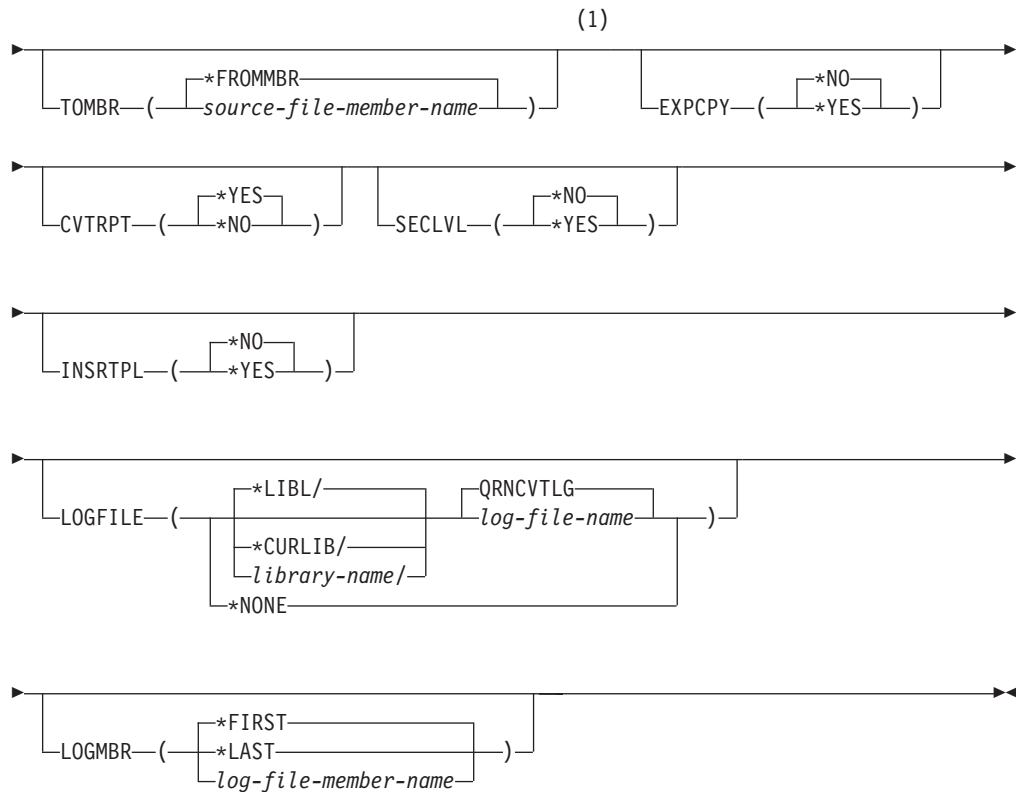 (1)
*FROMMBR *NO
TOMBR ( source-file-member-name ) EXPCPY ( *YES )
*YES *NO
CVTRPT ( *NO ) SECLVL ( *YES )
*NO
INSRTPL ( *YES )
*LIBL/ QRNCVTLG
LOGFILE ( log-file-name )
*CURLIB/
library-name/
*NONE
*FIRST
LOGMBR ( *LAST )
log-file-member-name